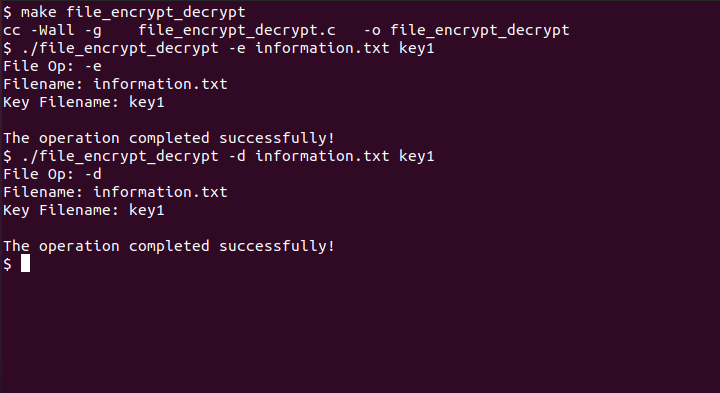 $ make file_encrypt_decrypt
cc -Wall -g    file_encrypt_decrypt.c   -o file_encrypt_decrypt
$ ./file_encrypt_decrypt -e information.txt key1
File Op: -e
Filename: information.txt
Key Filename: key1

The operation completed successfully!
$ ./file_encrypt_decrypt -d information.txt key1
File Op: -d
Filename: information.txt
Key Filename: key1

The operation completed successfully!
$